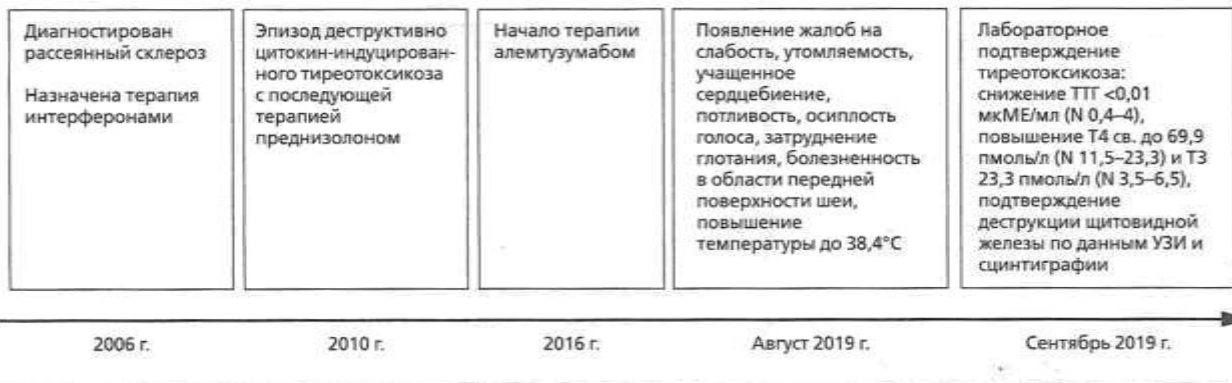 Диагностирован
рассеянный склероз
Назначена терапия
интерферонами
Эпизод деструктивно
цитокин-индуцирован-
ного тиреотоксикоза
с последующей
терапией
преднизолоном
Начало терапии
алемтузумабом
Появление жалоб на
слабость, утомляемость,
учащенное
сердцебиение,
потливость, осиплость
голоса, затруднение
глотания, болезненность
в области передней
поверхности шеи,
повышение
температуры до 38,4°C
Лабораторное
подтверждение
тиреотоксикоза:
снижение ТТГ <0,01
мкМЕ/мл (N 0,4–4),
повышение Т4 св. до 69,9
пмоль/л (N 11,5–23,3) и Т3
23,3 пмоль/л (N 3,5–6,5),
подтверждение
деструкции щитовидной
железы по данным УЗИ и
сцинтиграфии
2006 г.
2010 г.
2016 г.
Август 2019 г.
Сентябрь 2019 г.